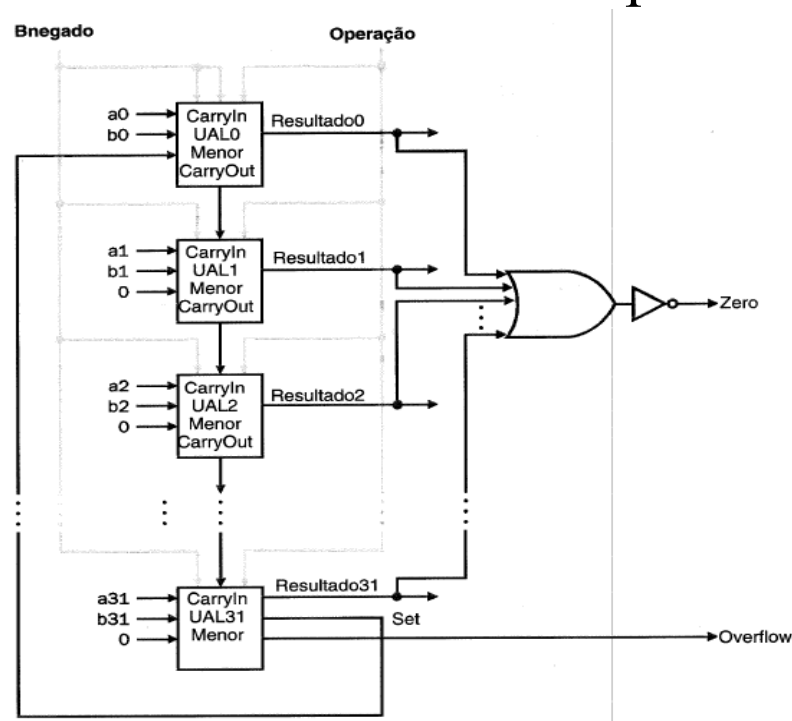 p
Bnegado
Operação
a0
b0
CarryIn
UAL0
Menor
CarryOut
Resultado0
a1
b1
0
CarryIn
UAL1
Menor
CarryOut
Resultado1
Zero
a2
b2
0
CarryIn
UAL2
Menor
CarryOut
Resultado2
a31
b31
0
CarryIn
UAL31
Menor
Resultado31
Set
Overflow